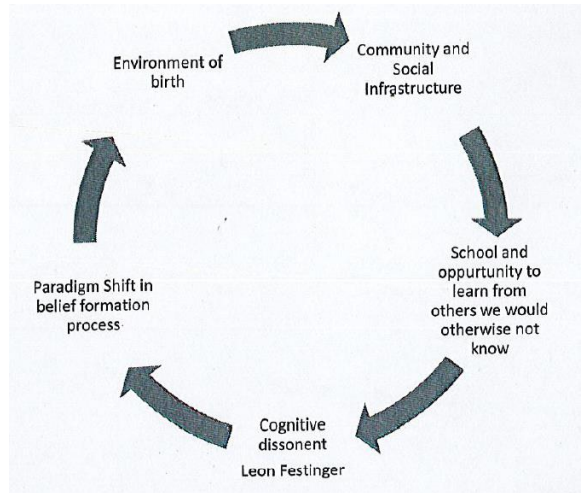 Environment of
birth
Community and
Social
Infrastructure
School and
oppurtunity to
learn from
others we would
otherwise not
know
Cognitive
dissonent
Leon Festinger
Paradigm Shift in
belief formation
process